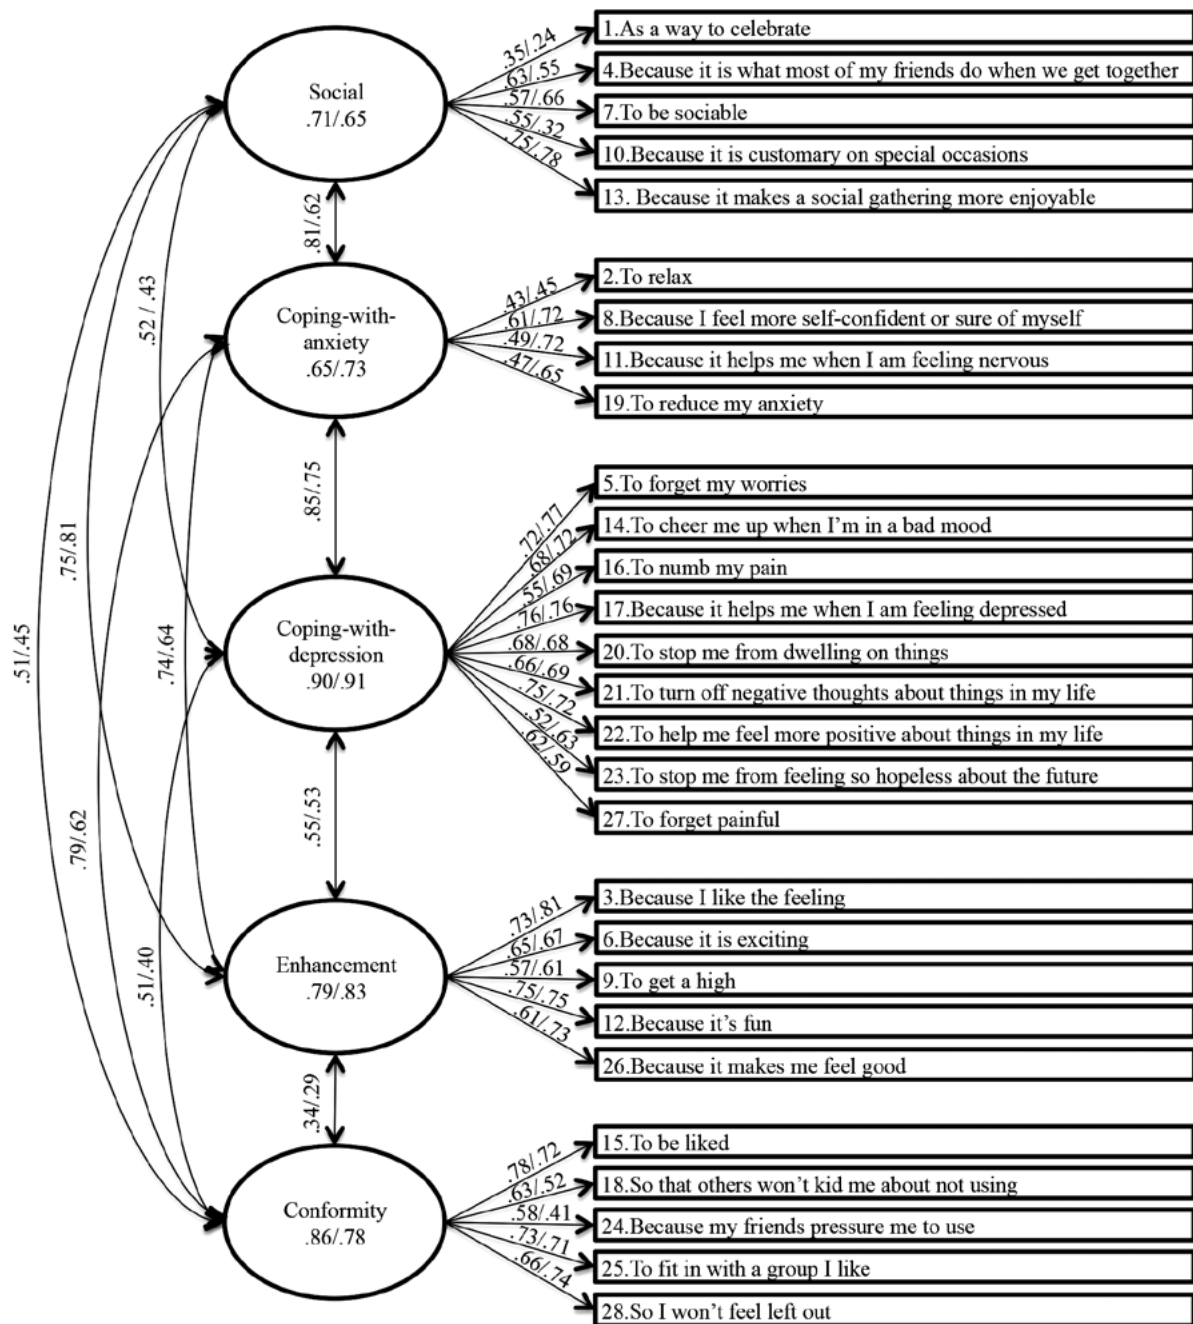 Social
.71/.65
.35/.24
.63/.55
.57/.66
.55/.32
.75/.78
1.As a way to celebrate
4.Because it is what most of my friends do when we get together
7.To be sociable
10.Because it is customary on special occasions
13. Because it makes a social gathering more enjoyable
.81/.62
.52 / .43
Coping-with-
anxiety
.65/.73
.43/.45
.61/.72
.49/.72
.47/.65
2.To relax
8.Because I feel more self-confident or sure of myself
11.Because it helps me when I am feeling nervous
19.To reduce my anxiety
.85/.75
.75/.81
.51/.45
.74/.64
Coping-with-
depression
.90/.91
.72/.77
.68/.72
.55/.69
.76/.76
.68/.68
.66/.69
.75/.72
.52/.63
.62/.59
5.To forget my worries
14.To cheer me up when I'm in a bad mood
16.To numb my pain
17.Because it helps me when I am feeling depressed
20.To stop me from dwelling on things
21.To turn off negative thoughts about things in my life
22.To help me feel more positive about things in my life
23.To stop me from feeling so hopeless about the future
27.To forget painful
.55/.53
.79/.62
.51/.40
Enhancement
.79/.83
.73/.81
.65/.67
.57/.61
.75/.75
.61/.73
3.Because I like the feeling
6.Because it is exciting
9.To get a high
12.Because it's fun
26.Because it makes me feel good
.34/.29
Conformity
.86/.78
.78/.72
.63/.52
.58/.41
.73/.71
.66/.74
15.To be liked
18.So that others won't kid me about not using
24.Because my friends pressure me to use
25.To fit in with a group I like
28.So I won't feel left out